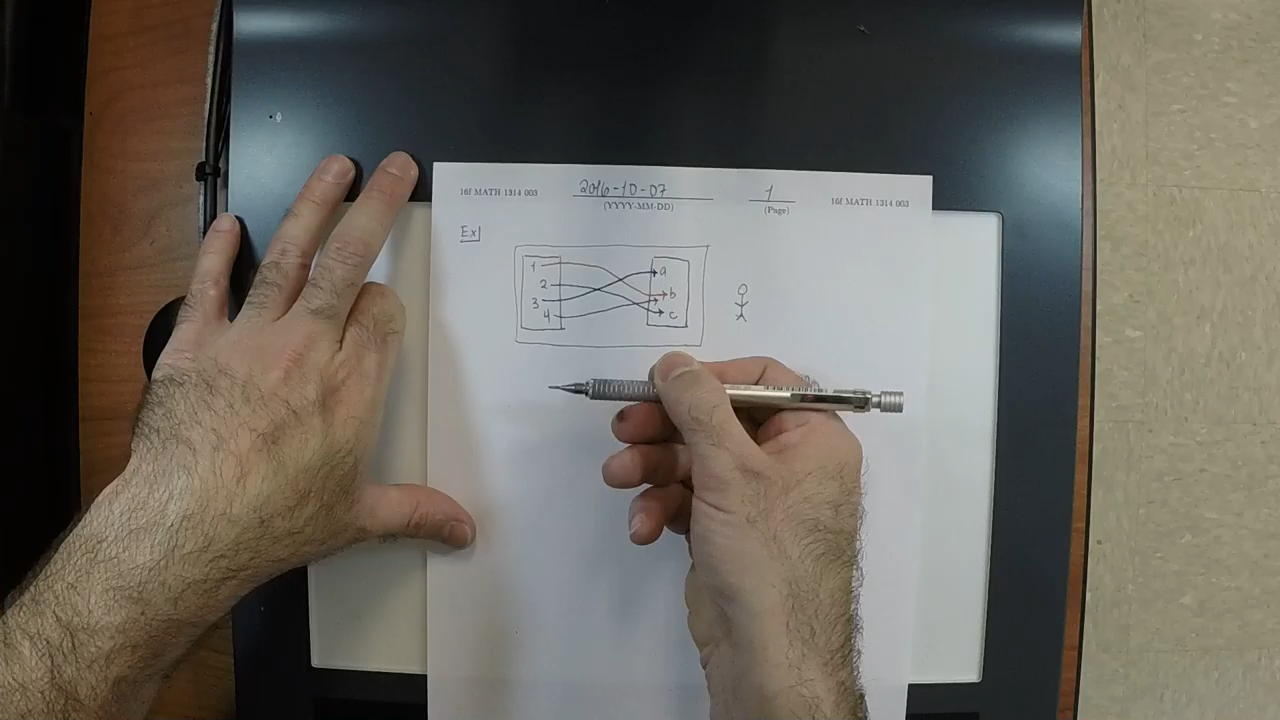 16f MATH 1314 003 2016-10-07 1 16f MATH 1314 003
(YYYY-MM-DD) (Page)
Ex
1 a
2 b
3
4 c